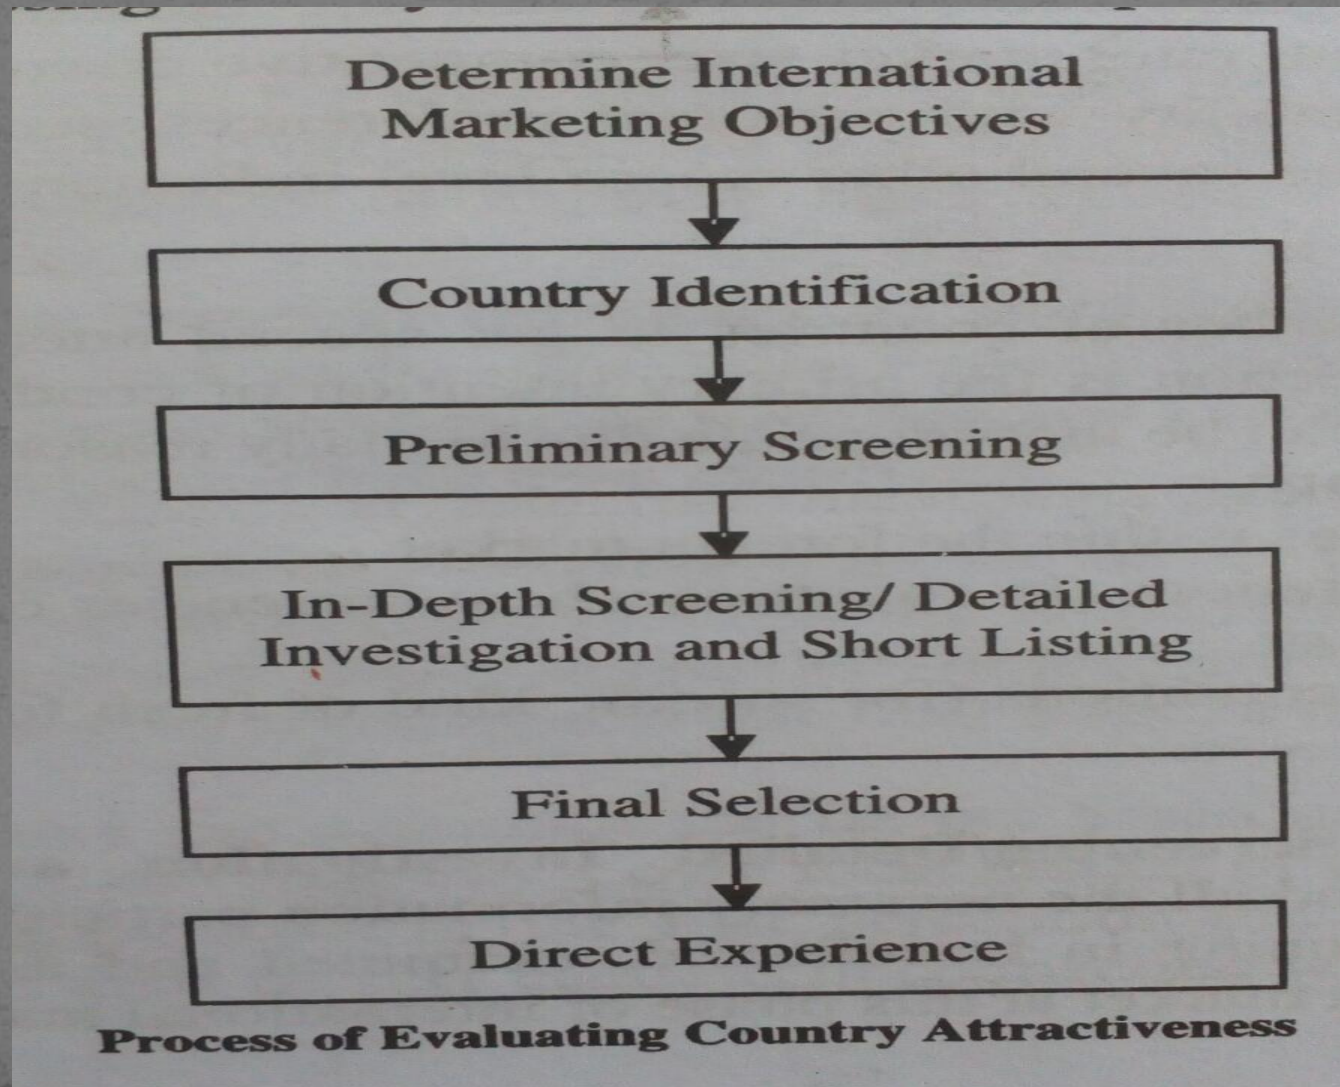 Determine International
Marketing Objectives
Country Identification
Preliminary Screening
In-Depth Screening/ Detailed
Investigation and Short Listing
Final Selection
Direct Experience
Process of Evaluating Country Attractiveness